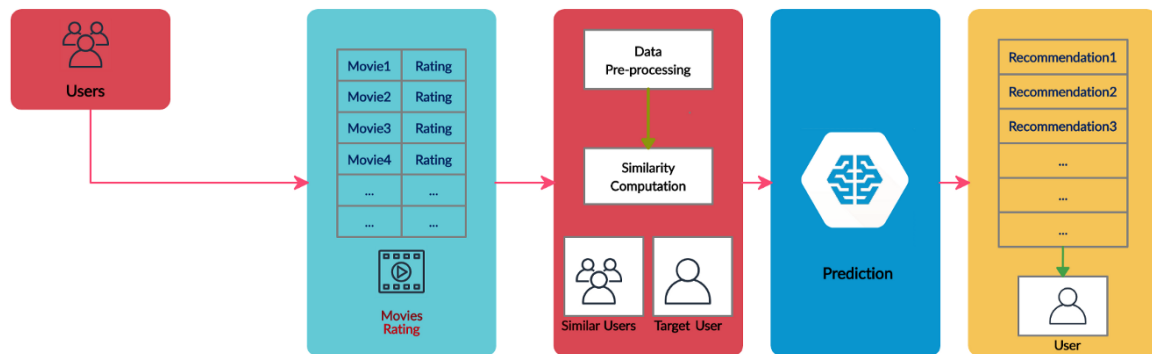 Users
Movie1 Rating
Movie2 Rating
Movie3 Rating
Movie4 Rating
... ...
... ...
Movies
Rating
Data
Pre-processing
Similarity
Computation
Similar Users
Target User
Prediction
Recommendation1
Recommendation2
Recommendation3
...
...
...
User